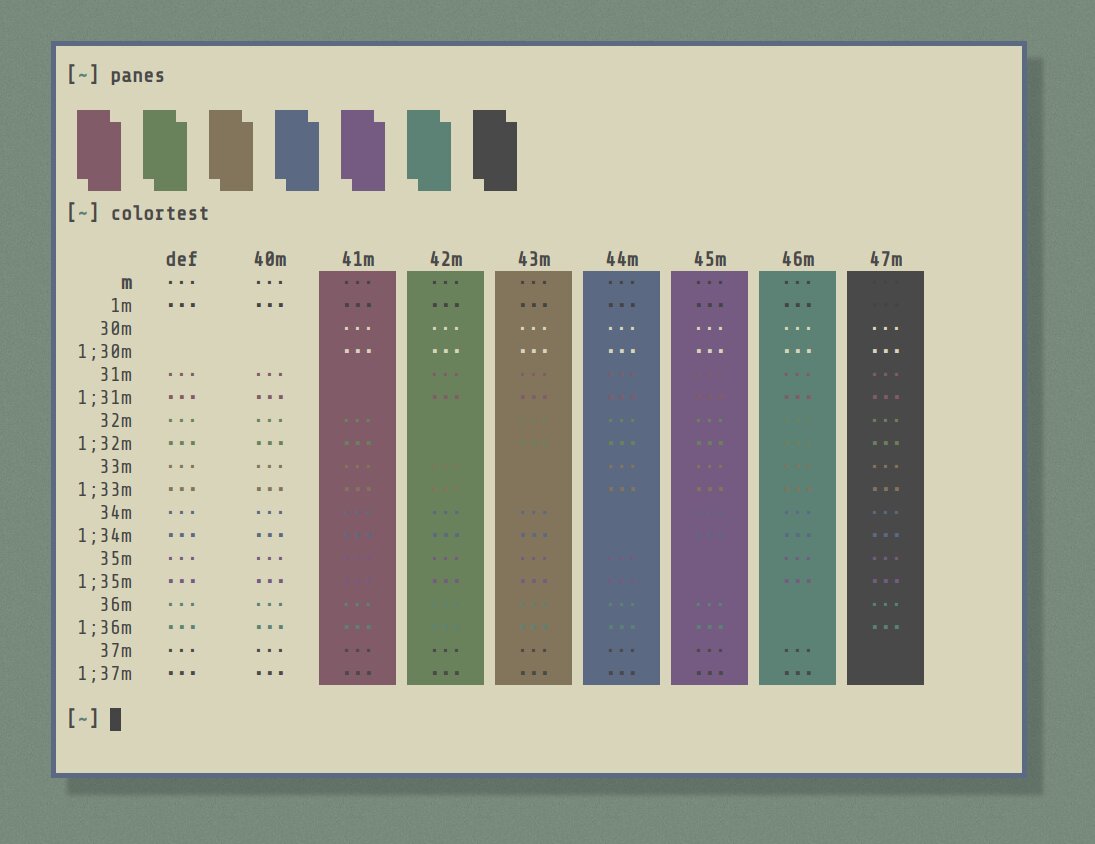 [~] panes
[~] colortest
def 40m 41m 42m 43m 44m 45m 46m 47m
m ··· ··· ··· ··· ··· ··· ··· ··· ···
1m ··· ··· ··· ··· ··· ··· ··· ··· ···
30m ··· ··· ··· ··· ··· ··· ···
1;30m ··· ··· ··· ··· ··· ··· ···
31m ··· ··· ··· ··· ··· ··· ··· ···
1;31m ··· ··· ··· ··· ··· ··· ··· ···
32m ··· ··· ··· ··· ··· ··· ··· ···
1;32m ··· ··· ··· ··· ··· ··· ··· ···
33m ··· ··· ··· ··· ··· ··· ··· ···
1;33m ··· ··· ··· ··· ··· ··· ··· ···
34m ··· ··· ··· ··· ··· ··· ··· ···
1;34m ··· ··· ··· ··· ··· ··· ··· ···
35m ··· ··· ··· ··· ··· ··· ··· ···
1;35m ··· ··· ··· ··· ··· ··· ··· ···
36m ··· ··· ··· ··· ··· ··· ··· ···
1;36m ··· ··· ··· ··· ··· ··· ··· ···
37m ··· ··· ··· ··· ··· ··· ··· ···
1;37m ··· ··· ··· ··· ··· ··· ··· ···
[~]